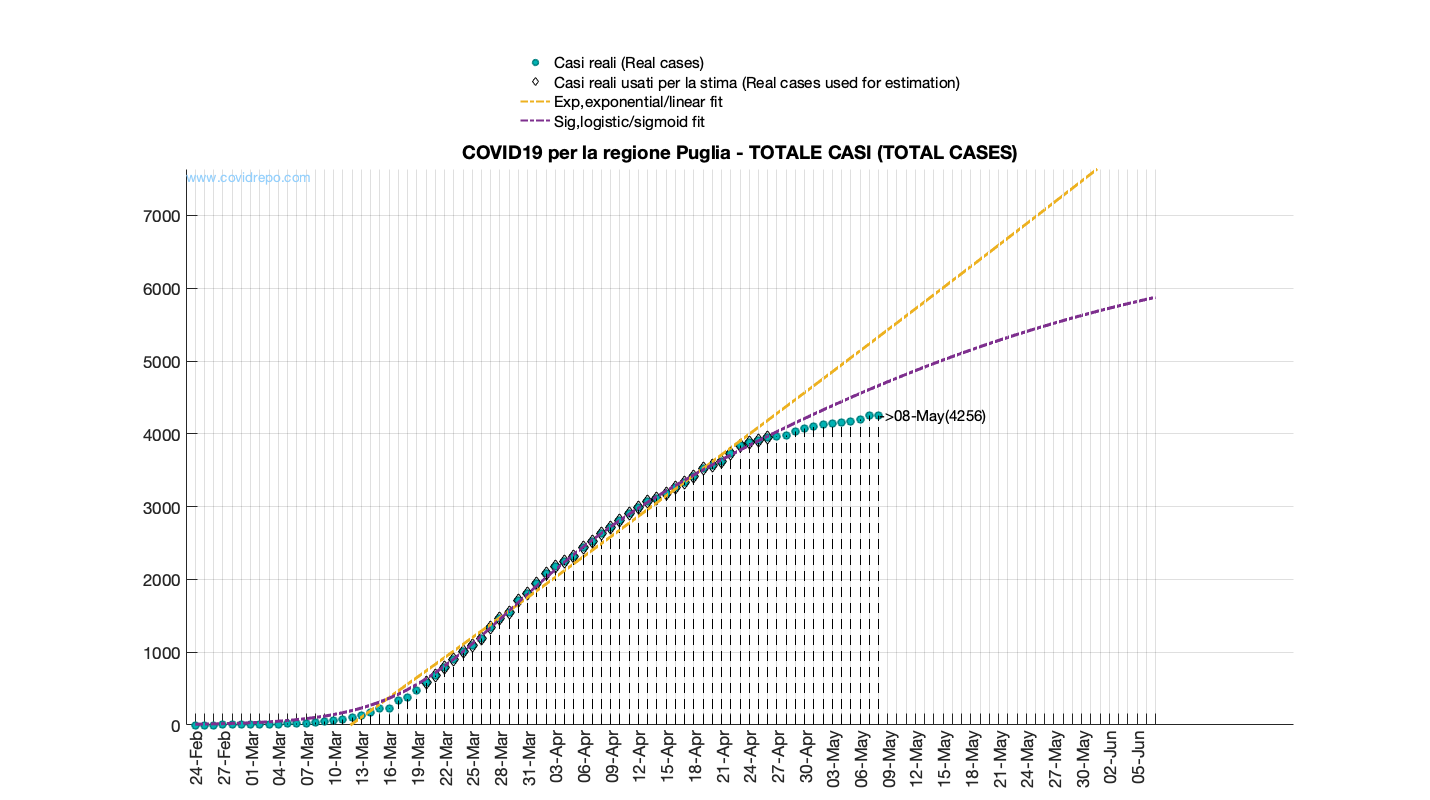 Casi reali (Real cases)
Casi reali usati per la stima (Real cases used for estimation)
Exp,exponential/linear fit
Sig,logistic/sigmoid fit
COVID19 per la regione Puglia - TOTALE CASI (TOTAL CASES)
www.covidrepo.com
7000
6000
5000
4000
3000
2000
1000
0
->08-May(4256)
24-Feb
27-Feb
01-Mar
04-Mar
07-Mar
10-Mar
13-Mar
16-Mar
19-Mar
22-Mar
25-Mar
28-Mar
31-Mar
03-Apr
06-Apr
09-Apr
12-Apr
15-Apr
18-Apr
21-Apr
24-Apr
27-Apr
30-Apr
03-May
06-May
09-May
12-May
15-May
18-May
21-May
24-May
27-May
30-May
02-Jun
05-Jun